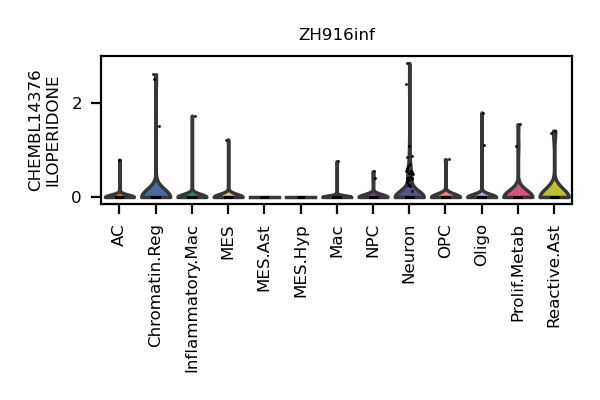 ZH916inf
CHEMBL14376
ILOPERIDONE
2
0
AC
Chromatin.Reg
Inflammatory.Mac
MES
MES.Ast
MES.Hyp
Mac
NPC
Neuron
OPC
Oligo
Prolif.Metab
Reactive.Ast